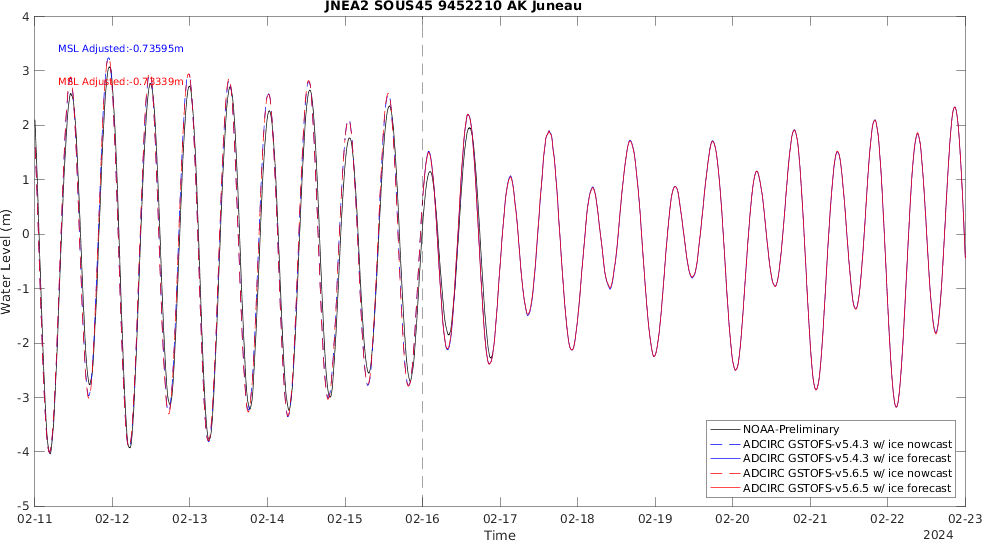 JNEA2 SOUS45 9452210 AK Juneau
4
3
2
1
0
-1
-2
-3
-4
-5
Water Level (m)
MSL Adjusted:-0.73595m
MSL Adjusted:-0.73339m
NOAA-Preliminary
ADCIRC GSTOFS-v5.4.3 w/ ice nowcast
ADCIRC GSTOFS-v5.4.3 w/ ice forecast
ADCIRC GSTOFS-v5.6.5 w/ ice nowcast
ADCIRC GSTOFS-v5.6.5 w/ ice forecast
02-11 02-12 02-13 02-14 02-15 02-16 02-17 02-18 02-19 02-20 02-21 02-22 02-23
Time
2024